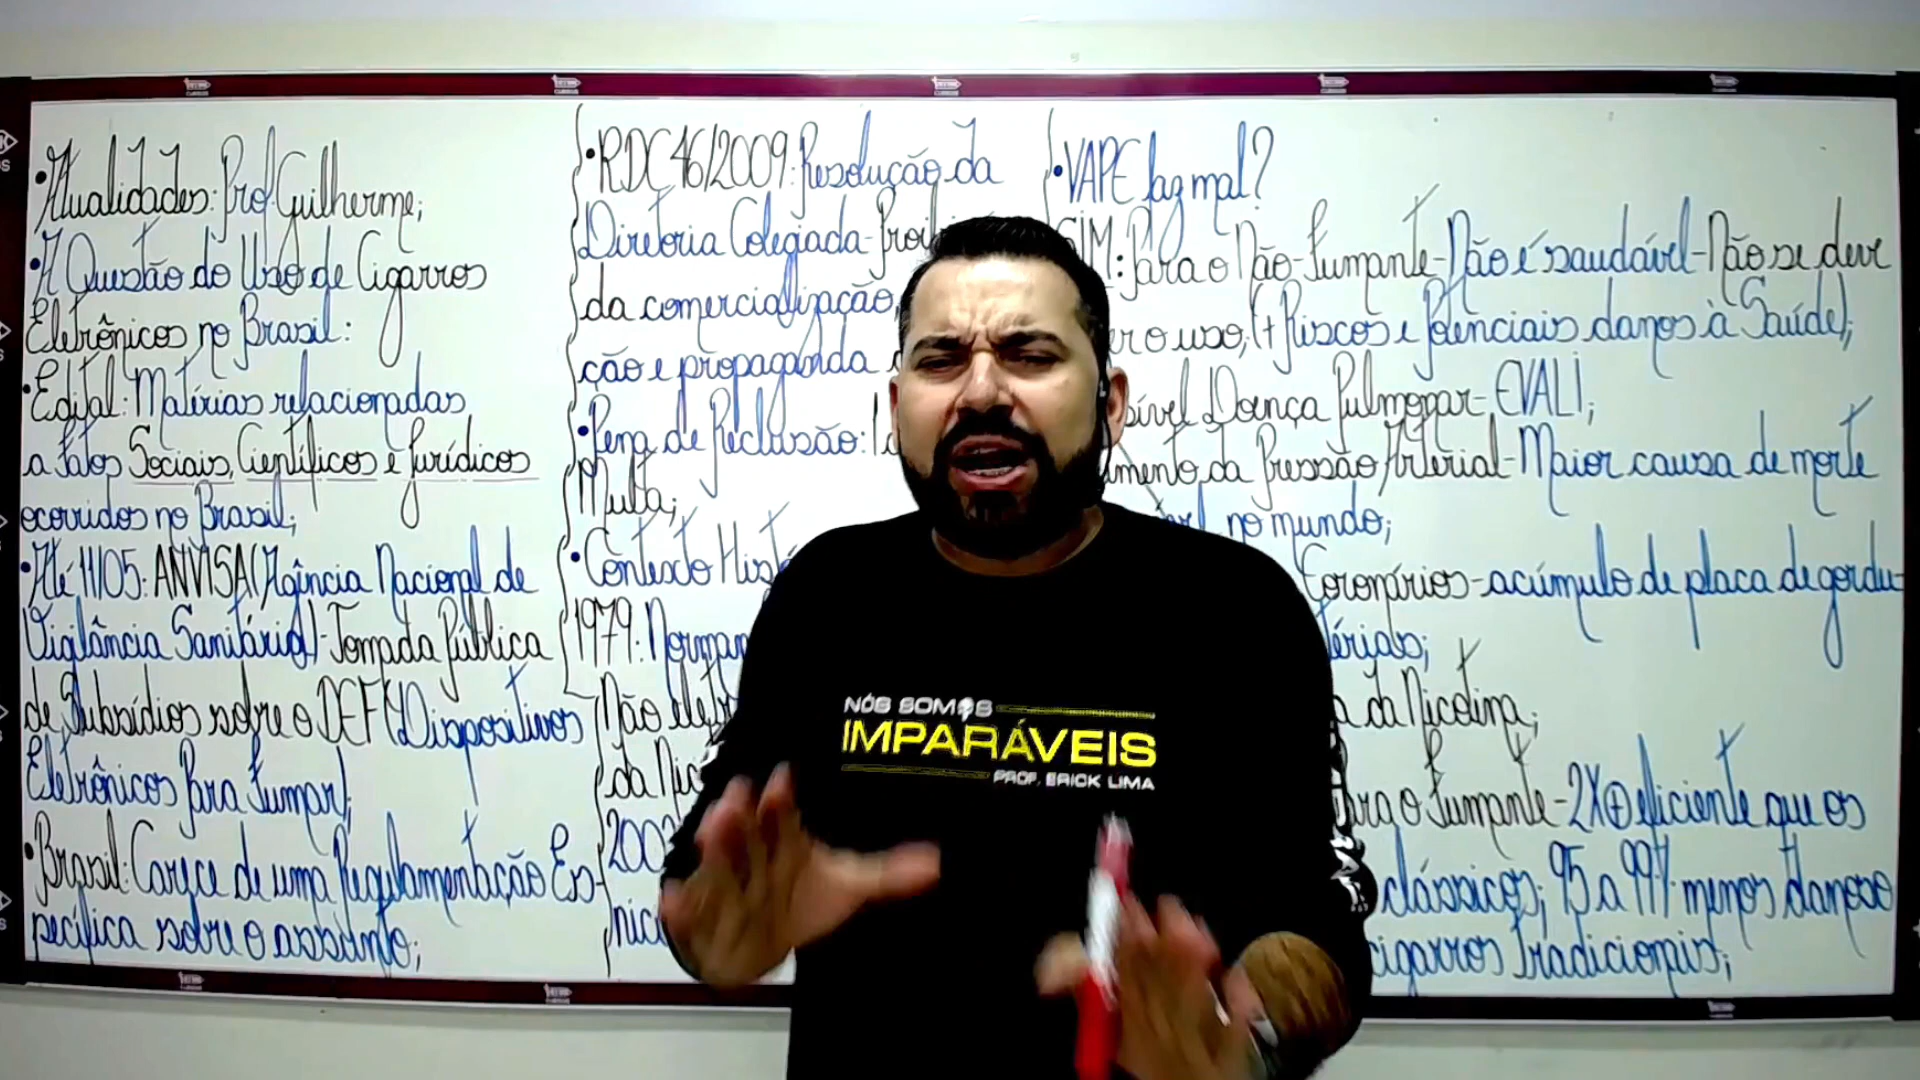 •Atualidades: Prof Guilherme;
•A Questão do Uso de Cigarros
Eletrônicos no Brasil:
•Edital: Matérias relacionadas
a fatos Sociais, Científicos e Jurídicos
ocorridos no Brasil;
•Até 11/05: ANVISA (Agência Nacional de
Vigilância Sanitária) - Tomada Pública
de Subsídios sobre o DEF (Dispositivos
Eletrônicos Para Fumar);
•Brasil: Carece de uma Regulamentação Es-
pecífica sobre o assunto;
•RDC 46/2009: Resolução da
Diretoria Colegiada-
da comercialização,
ção e propaganda
•Pena de Reclusão: 1
Multa;
•Contexto
1979:
Não
da
200
•VAPE faz mal?
SIM: Para o Não-fumante-Não é saudável-Não se deve
o uso, (+ Riscos e Potenciais danos à Saúde);
Doença Pulmonar-EVALI;
da Pressão Arterial-Maior causa de morte
no mundo;
Coronários-acúmulo de placa de gordu-
da Nicotina;
o fumante-2X⊕ eficiente que os
clássicos; 95 a 99% menos danoso
cigarros tradicionais;
NÓS SOMOS
IMPARÁVEIS
PROF. ERICK LIMA